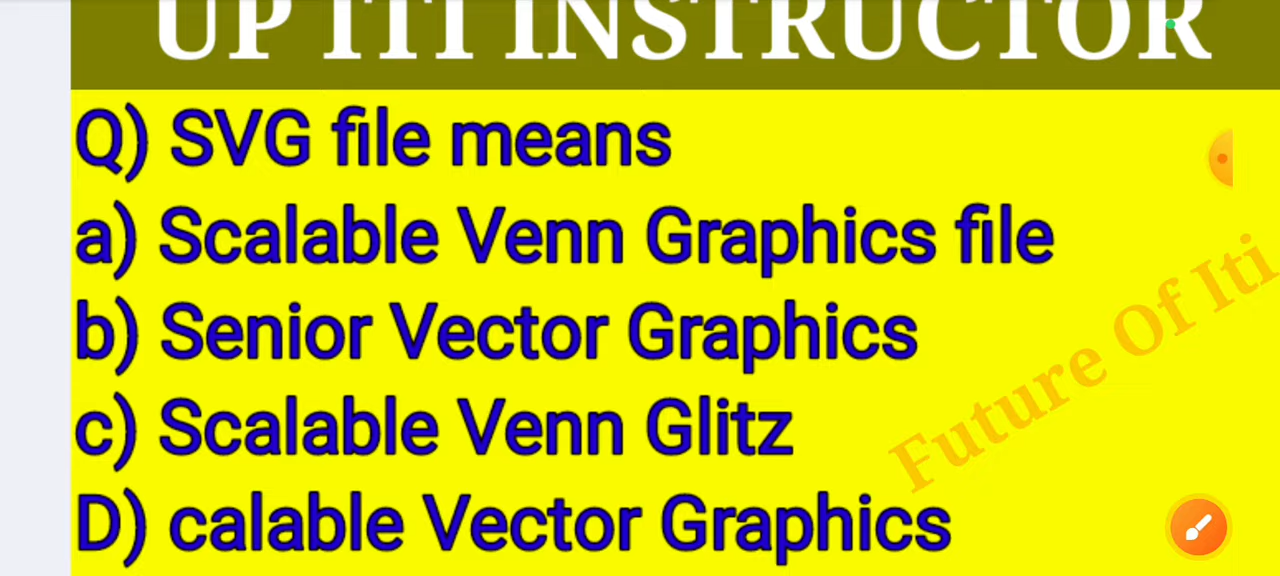 UP ITI INSTRUCTOR
Q) SVG file means
a) Scalable Venn Graphics file
b) Senior Vector Graphics
c) Scalable Venn Glitz
D) calable Vector Graphics
Future Of Iti